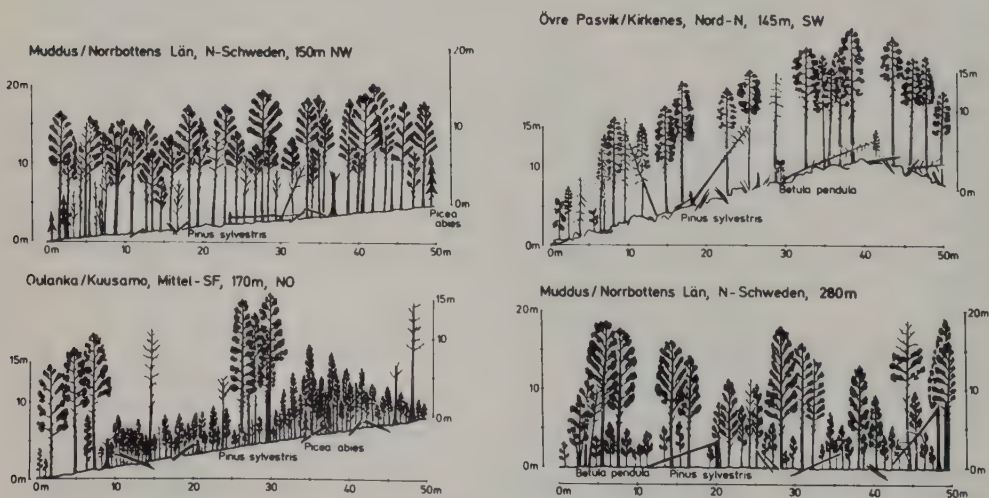 Muddus/Norrbottens Län, N-Schweden, 150m NW
20m
10
0m
20m
10
0m
Pinus sylvestris
Picea
abies
0m 10 20 30 40 50m
Övre Pasvik/Kirkenes, Nord-N, 145m, SW
15m
10
0m
15m
10
0m
Betula pendula
Pinus sylvestris
0m 10 20 30 40 50m
Oulanka/Kuusamo, Mittel-SF, 170m, NO
15m
10
0m
15m
10
0m
Picea abies
Pinus sylvestris
0m 10 20 30 40 50m
Muddus/Norrbottens Län, N-Schweden, 280m
20m
10
0m
20m
10
0m
Betula pendula Pinus sylvestris
0m 10 20 30 40 50m